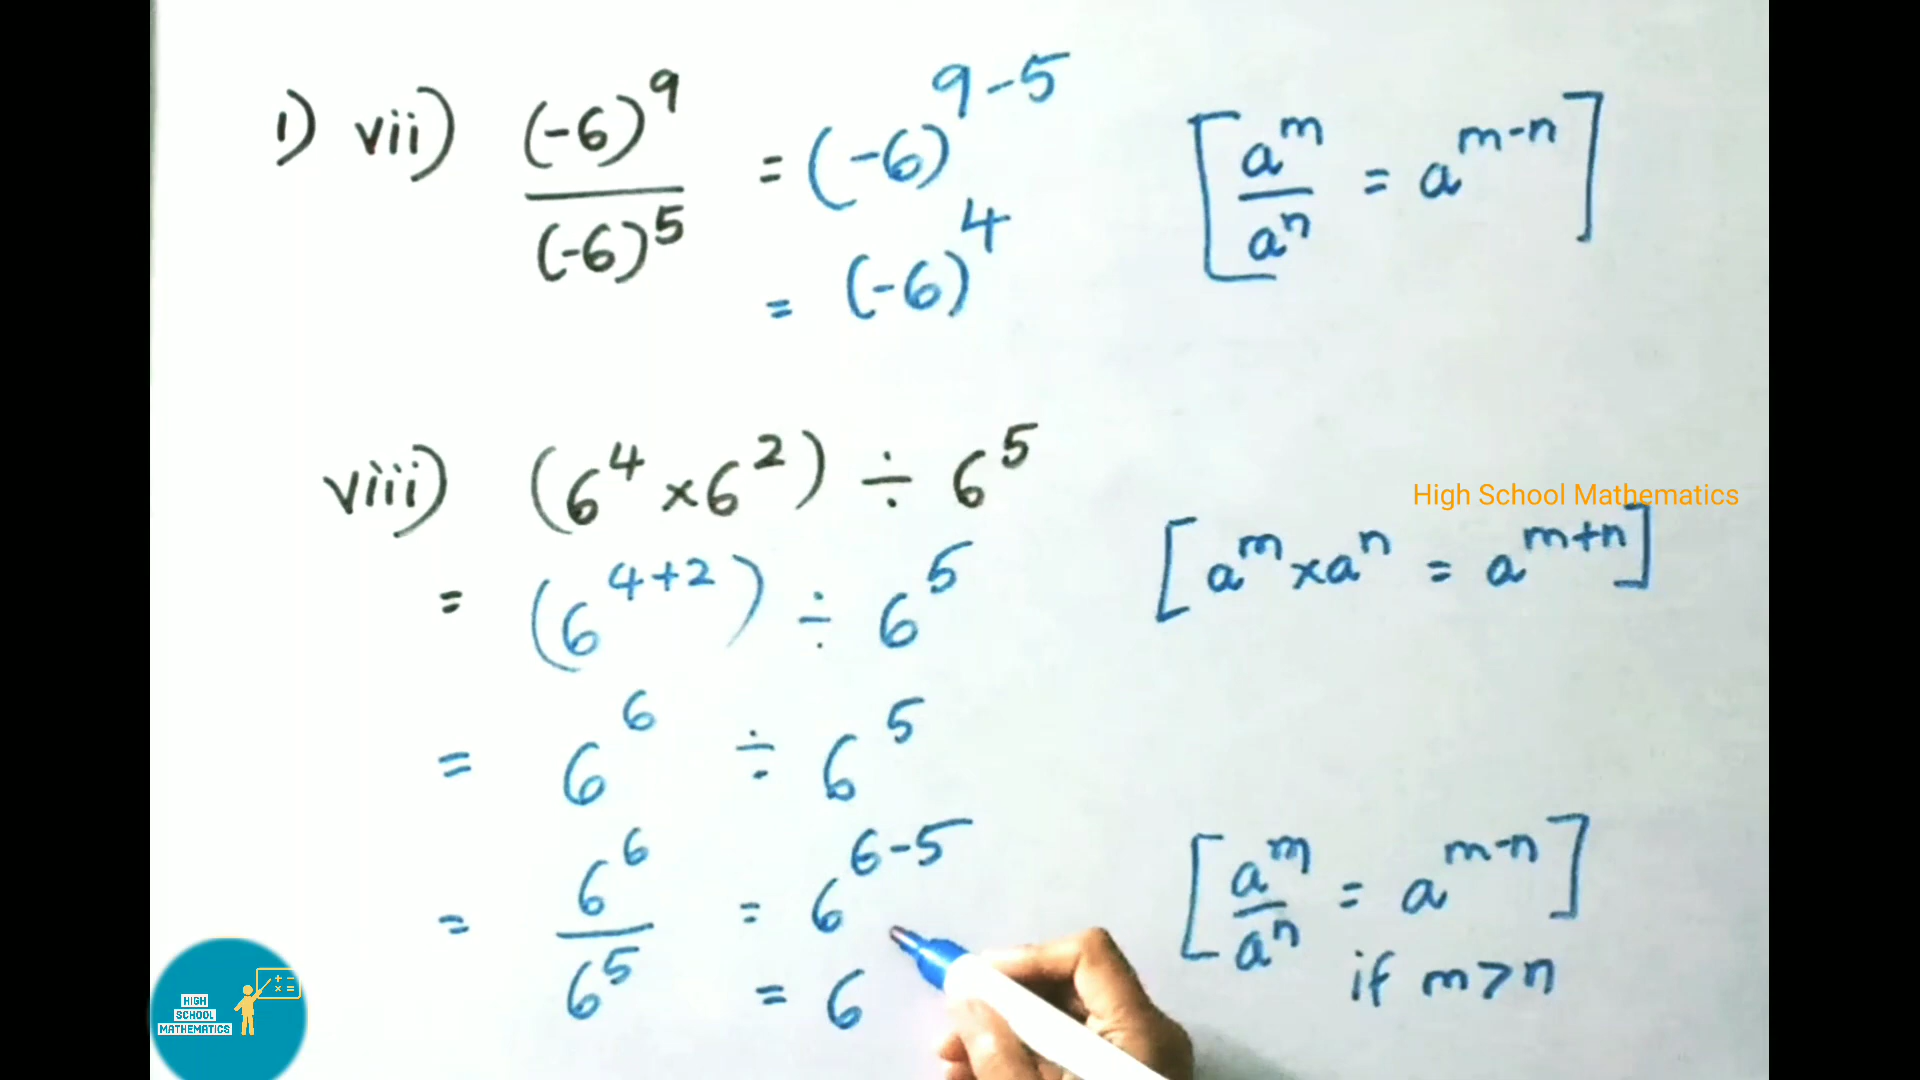 1) vii) (-6)^9 / (-6)^5 = (-6)^{9-5} [a^m / a^n = a^{m-n}]
= (-6)^4
viii) (6^4 × 6^2) ÷ 6^5
High School Mathematics
= (6^{4+2}) ÷ 6^5 [a^m × a^n = a^{m+n}]
= 6^6 ÷ 6^5
= 6^6 / 6^5 = 6^{6-5} [a^m / a^n = a^{m-n}]
if m > n
= 6
HIGH
SCHOOL
MATHEMATICS